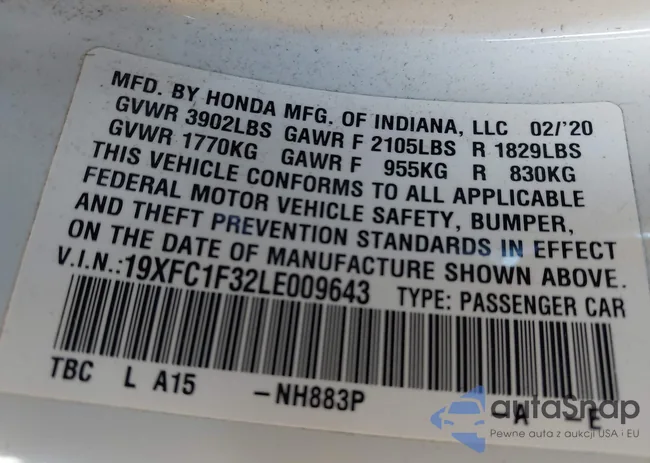 MFD. BY HONDA MFG. OF INDIANA, LLC 02/'20
GVWR 3902LBS GAWR F 2105LBS R 1829LBS
GVWR 1770KG GAWR F 955KG R 830KG
THIS VEHICLE CONFORMS TO ALL APPLICABLE
FEDERAL MOTOR VEHICLE SAFETY, BUMPER,
AND THEFT PREVENTION STANDARDS IN EFFECT
ON THE DATE OF MANUFACTURE SHOWN ABOVE.
V.I.N.:19XFC1F32LE009643 TYPE: PASSENGER CAR
TBC L A15 -NH883P -A -E
autoSnap
Pewne auta z aukcji USA i EU